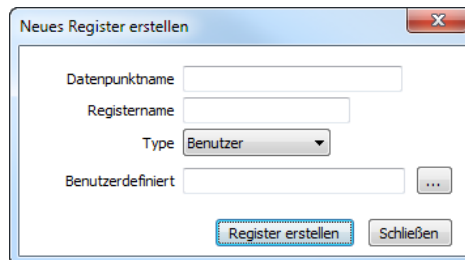 Neues Register erstellen
Datenpunktname
Registername
Type Benutzer
Benutzerdefiniert ...
Register erstellen Schließen